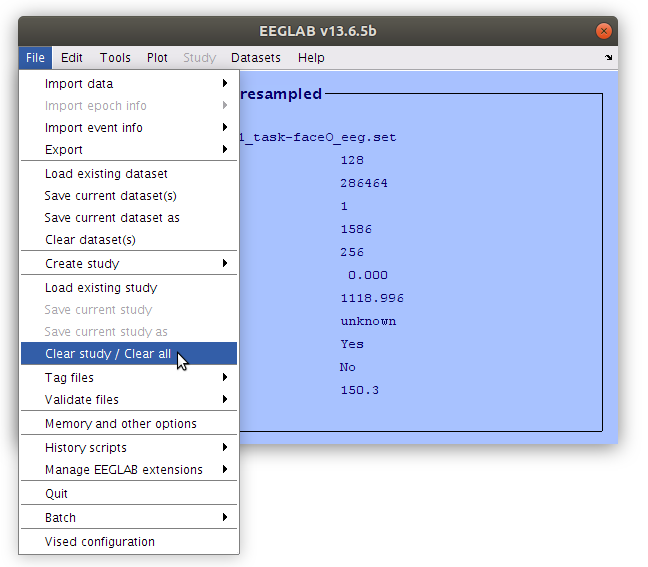 EEGLAB v13.6.5b
File Edit Tools Plot Study Datasets Help
Import data
Import epoch info
Import event info
Export
Load existing dataset
Save current dataset(s)
Save current dataset as
Clear dataset(s)
Create study
Load existing study
Save current study
Save current study as
Clear study / Clear all
Tag files
Validate files
Memory and other options
History scripts
Manage EEGLAB extensions
Quit
Batch
Vised configuration
resampled
1_task-faceO_eeg.set
128
286464
1
1586
256
0.000
1118.996
unknown
Yes
No
150.3